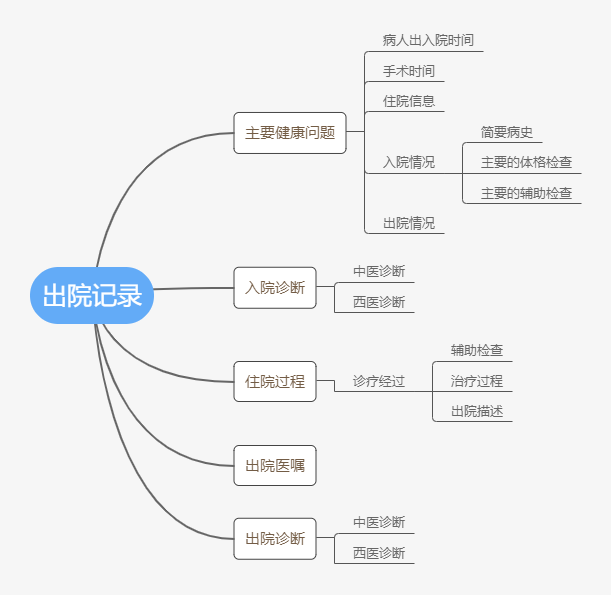 出院记录
主要健康问题
病人出入院时间
手术时间
住院信息
入院情况
简要病史
主要的体格检查
主要的辅助检查
出院情况
入院诊断
中医诊断
西医诊断
住院过程
诊疗经过
辅助检查
治疗过程
出院描述
出院医嘱
出院诊断
中医诊断
西医诊断